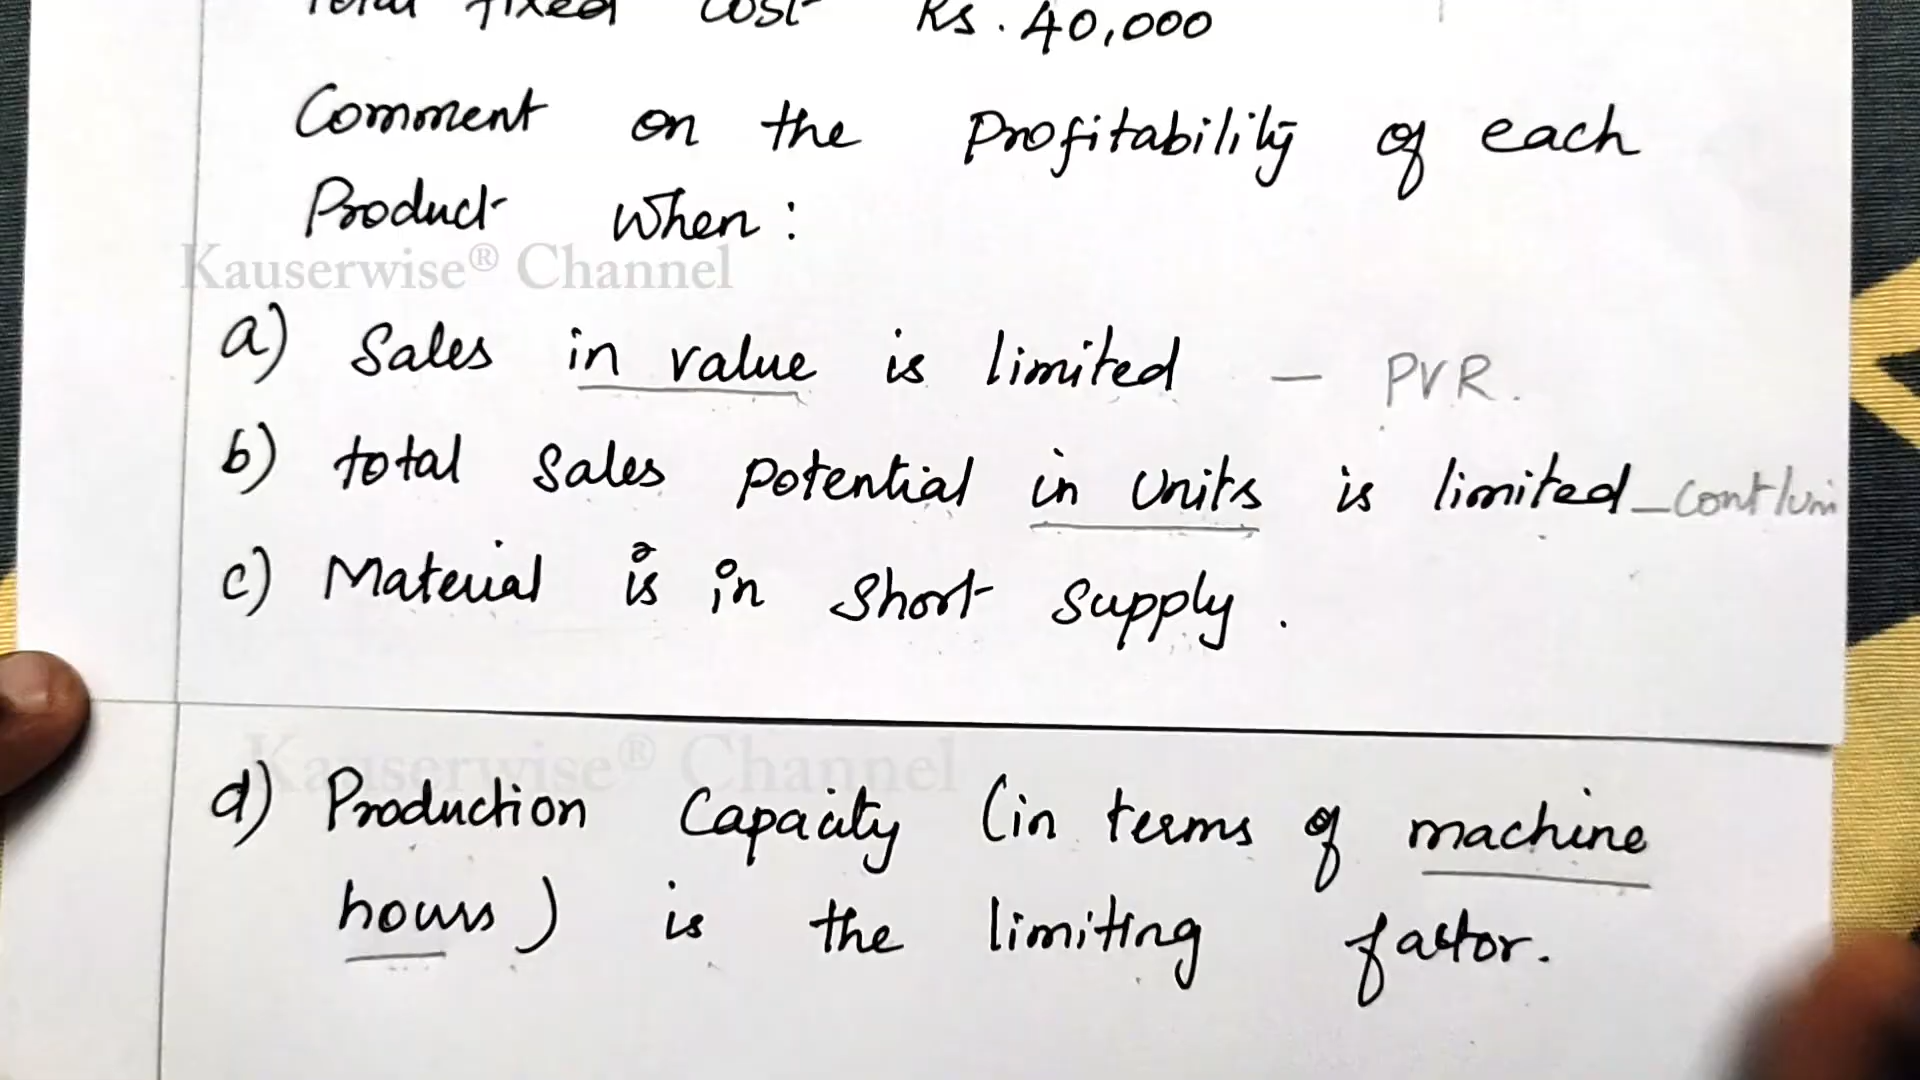 Total fixed cost Rs. 40,000
Comment on the Profitability of each
Product when:
Kauserwise® Channel
a) Sales in value is limited – PVR.
b) total Sales potential in units is limited – cont/uni
c) Material is in short supply.
Kauserwise® Channel
d) Production Capacity (in terms of machine
hours) is the limiting factor.